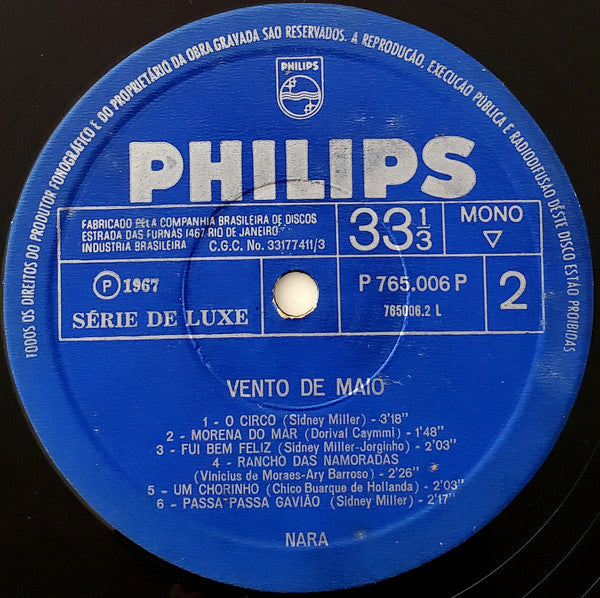 TODOS OS DIREITOS DO PRODUTOR FONOGRÁFICO E DO PROPRIETÁRIO DA OBRA GRAVADA SÃO RESERVADOS. A REPRODUÇÃO, EXECUÇÃO PÚBLICA E RADIODIFUSÃO DÊSTE DISCO ESTÃO PROIBIDAS
PHILIPS
PHILIPS
FABRICADO PELA COMPANHIA BRASILEIRA DE DISCOS
ESTRADA DAS FURNAS 1467 RIO DE JANEIRO
INDUSTRIA BRASILEIRA C.G.C. No. 33177411/3
33 1/3
MONO
P 1967
SÉRIE DE LUXE
P 765.006 P
765006.2 L
2
VENTO DE MAIO
1 - O CIRCO (Sidney Miller) - 3'18"
2 - MORENA DO MAR (Dorival Caymmi) - 1'48"
3 - FUI BEM FELIZ (Sidney Miller-Jorginho) - 2'03"
4 - RANCHO DAS NAMORADAS
(Vinicius de Moraes-Ary Barroso) - 2'26"
5 - UM CHORINHO (Chico Buarque de Hollanda) - 2'03"
6 - PASSA-PASSA GAVIÃO (Sidney Miller) - 2'17"
NARA